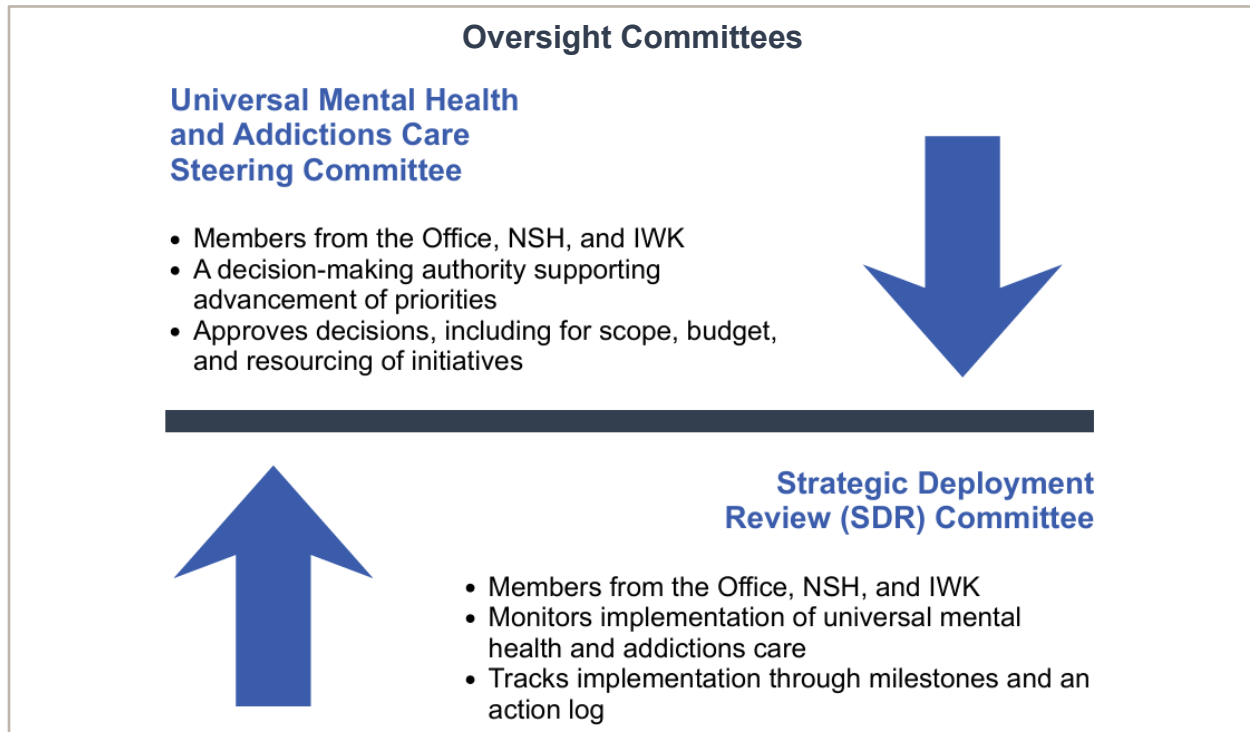 Oversight Committees
Universal Mental Health
and Addictions Care
Steering Committee
• Members from the Office, NSH, and IWK
• A decision-making authority supporting
advancement of priorities
• Approves decisions, including for scope, budget,
and resourcing of initiatives
Strategic Deployment
Review (SDR) Committee
• Members from the Office, NSH, and IWK
• Monitors implementation of universal mental
health and addictions care
• Tracks implementation through milestones and an
action log